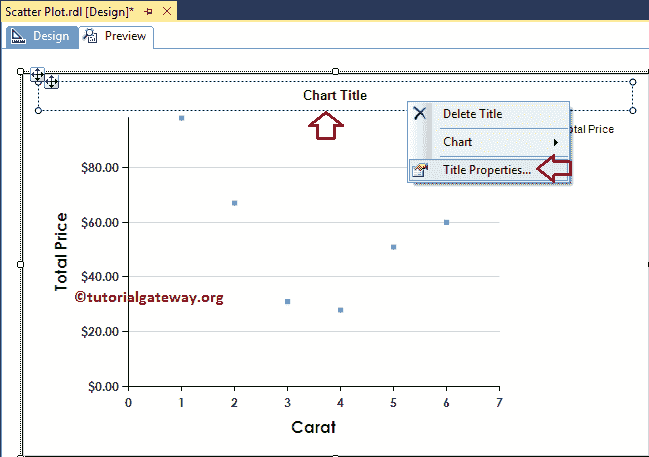 Scatter Plot.rdl [Design]*
Design
Preview
Chart Title
Delete Title
Chart
Title Properties...
Total Price
$80.00
$60.00
$40.00
$20.00
$0.00
Total Price
©tutorialgateway.org
0 1 2 3 4 5 6 7
Carat